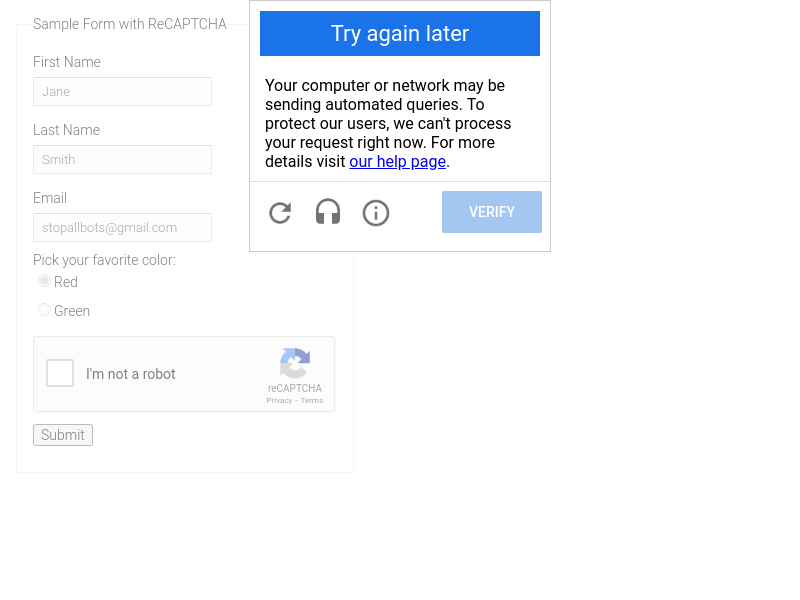 Sample Form with ReCAPTCHA
First Name
Jane
Last Name
Smith
Email
stopallbots@gmail.com
Pick your favorite color:
Red
Green
I'm not a robot
reCAPTCHA
Privacy - Terms
Submit
Try again later
Your computer or network may be
sending automated queries. To
protect our users, we can't process
your request right now. For more
details visit our help page.
VERIFY